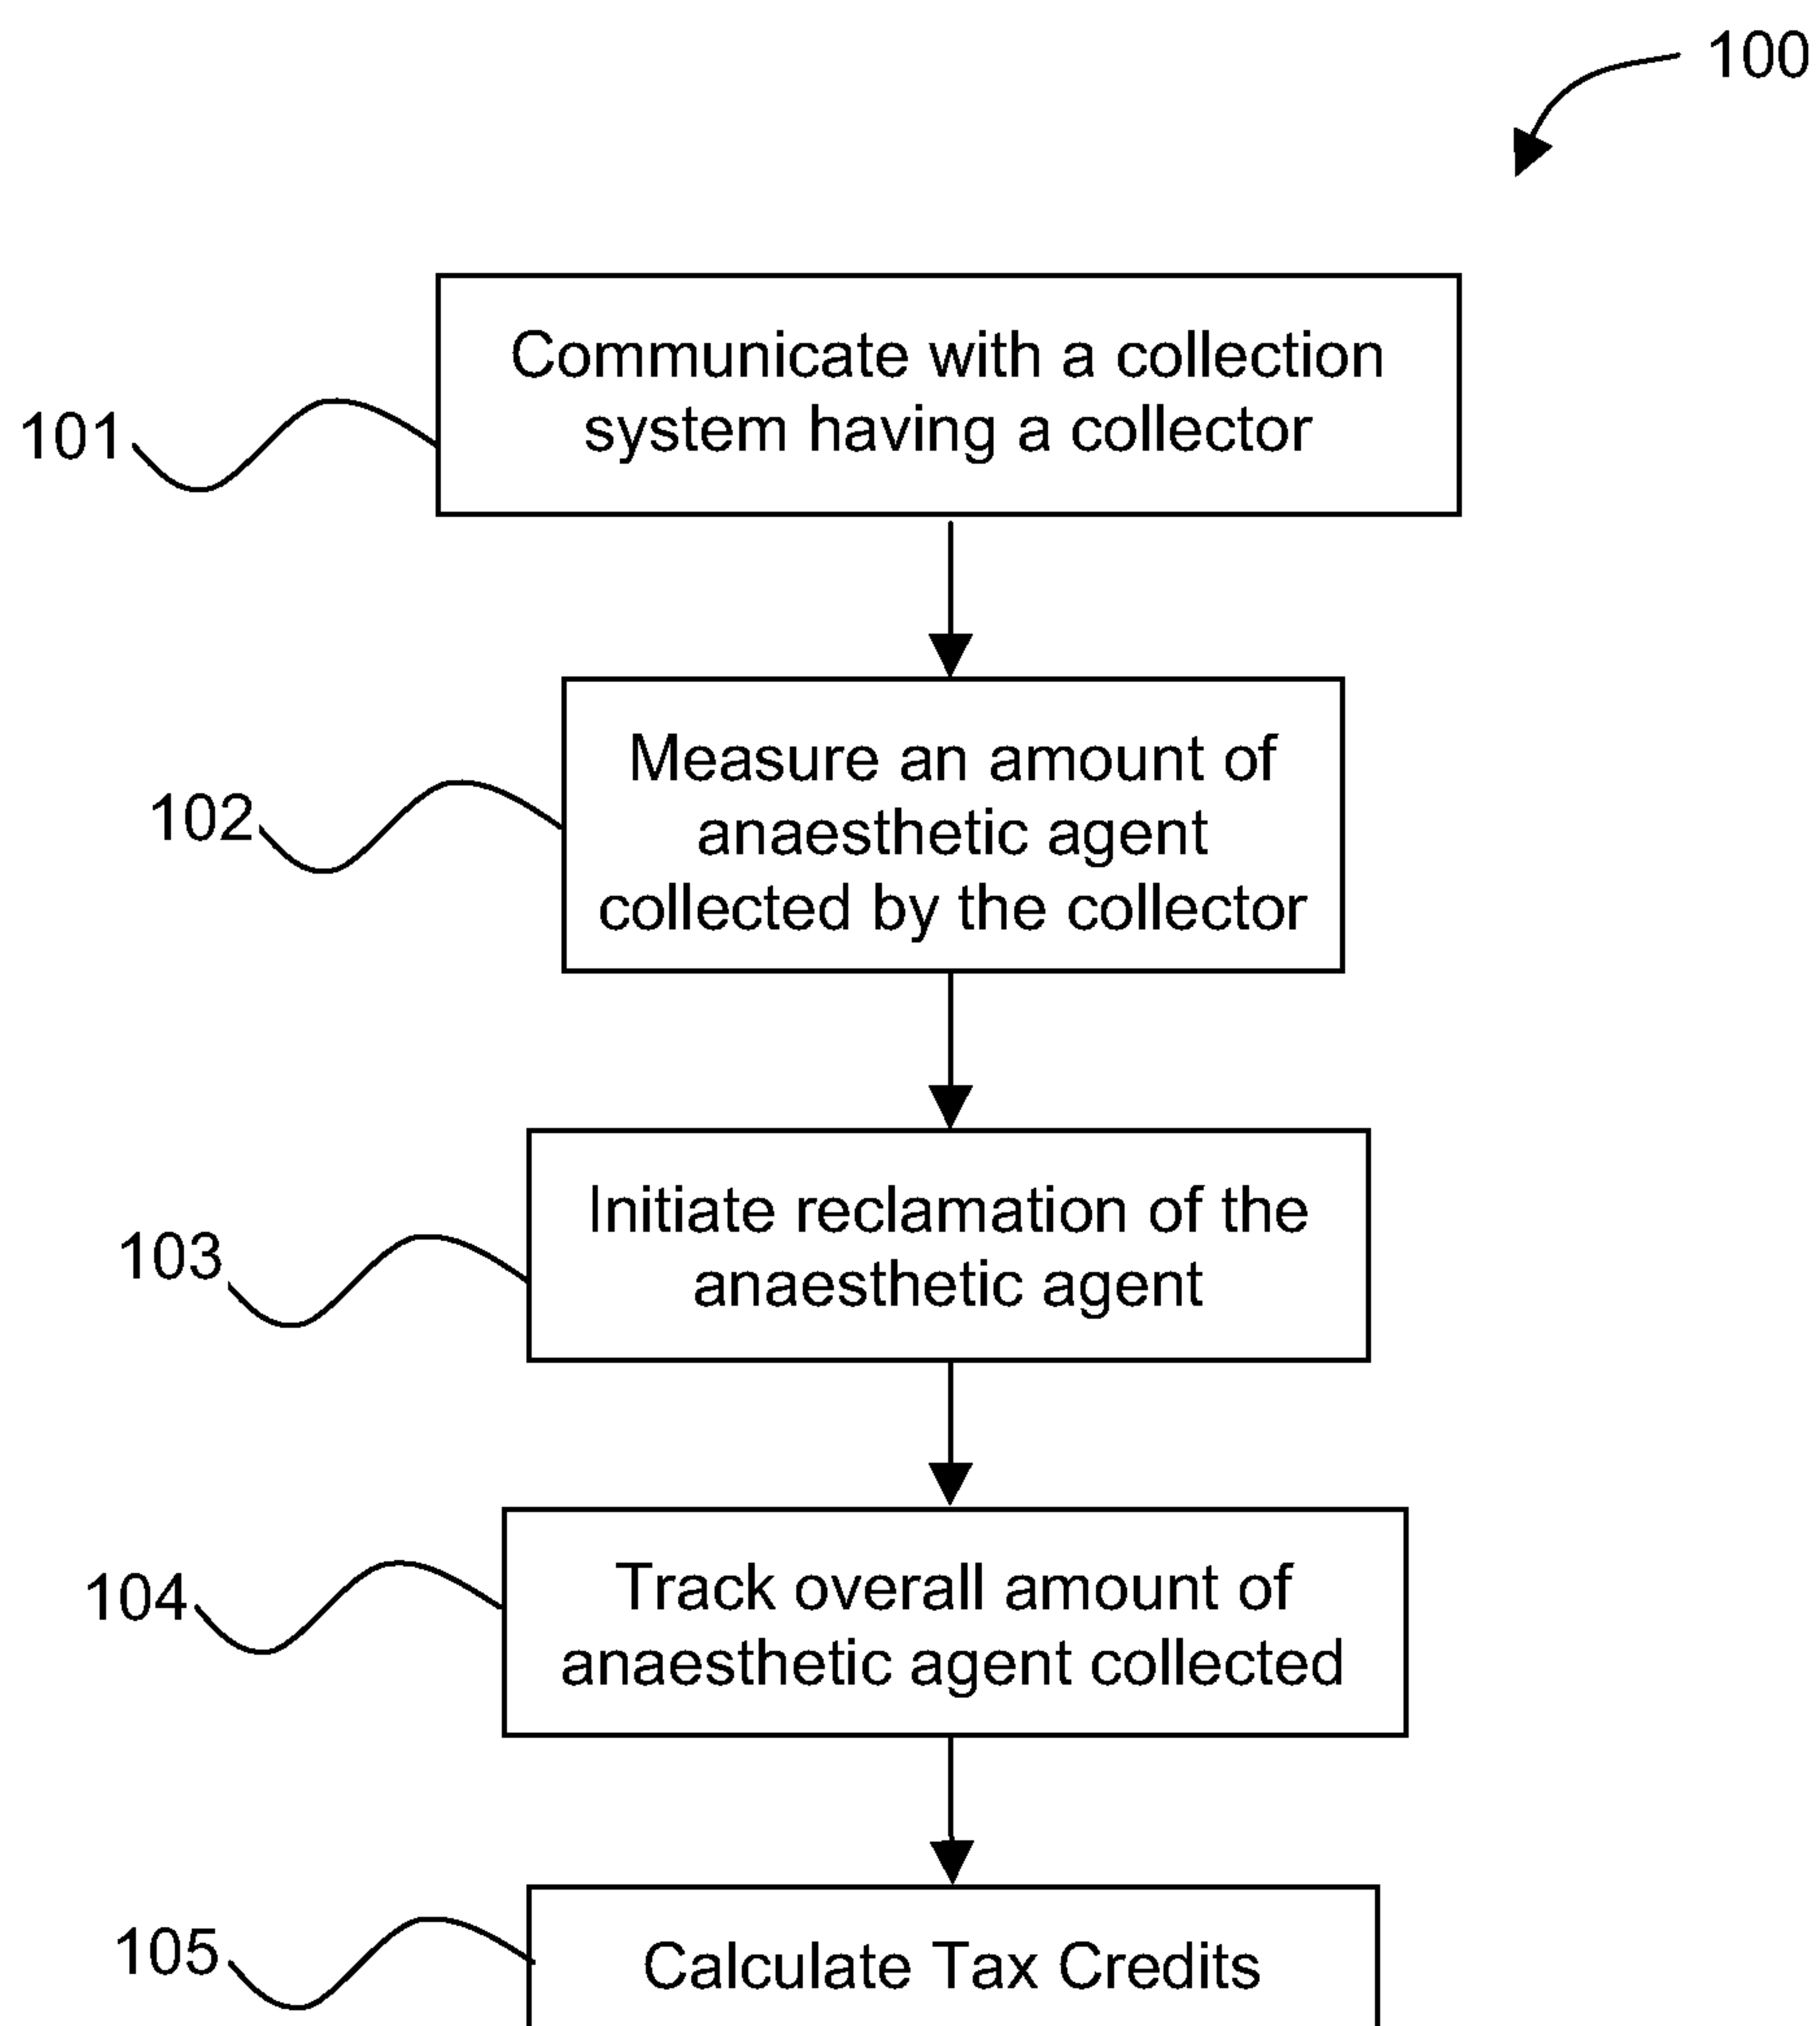 100
Communicate with a collection
system having a collector
101
Measure an amount of
anaesthetic agent
collected by the collector
102
Initiate reclamation of the
anaesthetic agent
103
Track overall amount of
anaesthetic agent collected
104
Calculate Tax Credits
105